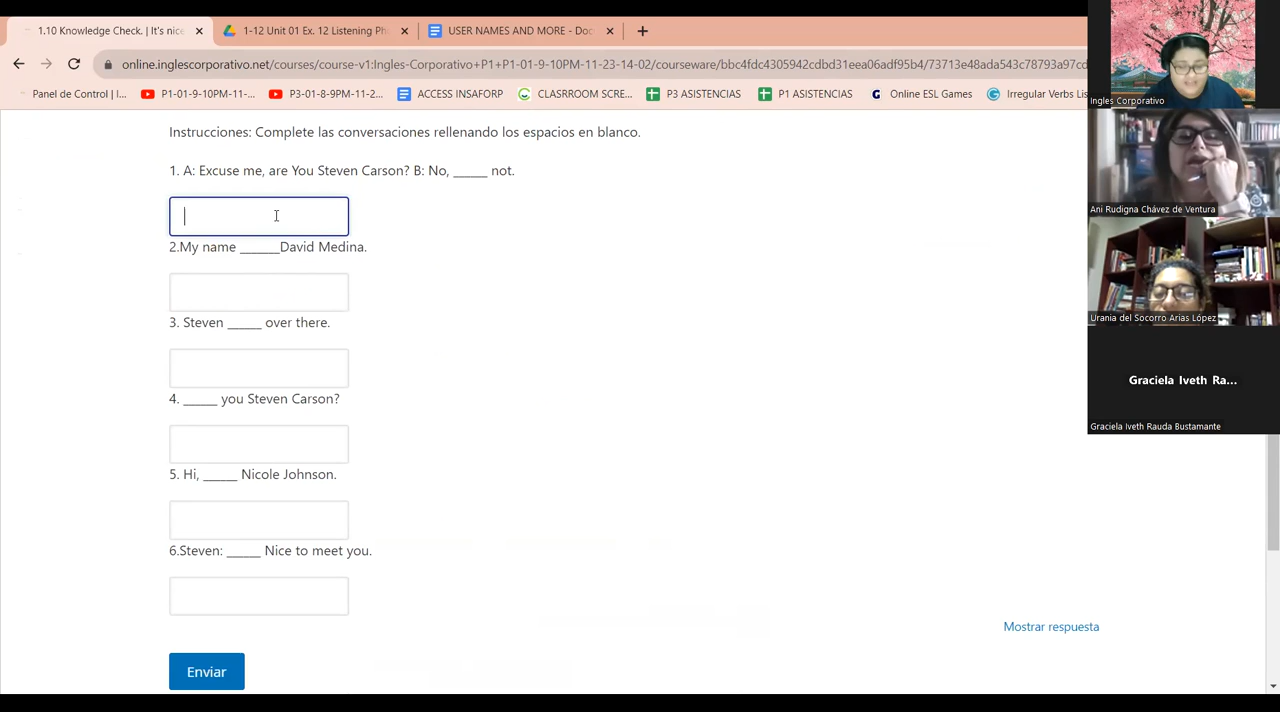 1.10 Knowledge Check. | It's nice
1-12 Unit 01 Ex. 12 Listening Ph
USER NAMES AND MORE - Doc
online.inglescorporativo.net/courses/course-v1:Ingles-Corporativo+P1+P1-01-9-10PM-11-23-14-02/courseware/bbc4fdc4305942cdbd31eea06adf95b4/73713e48ada543c78793a97cd
Panel de Control | I...
P1-01-9-10PM-11-...
P3-01-8-9PM-11-2...
ACCESS INSAFORP
CLASRROOM SCRE...
P3 ASISTENCIAS
P1 ASISTENCIAS
Online ESL Games
Irregular Verbs Lis
Instrucciones: Complete las conversaciones rellenando los espacios en blanco.
1. A: Excuse me, are You Steven Carson? B: No, _____ not.
2.My name ______David Medina.
3. Steven _____ over there.
4. _____ you Steven Carson?
5. Hi, _____ Nicole Johnson.
6.Steven: _____ Nice to meet you.
Mostrar respuesta
Enviar
Ingles Corporativo
Ani Rudigna Chávez de Ventura
Urania del Socorro Arias López
Graciela Iveth Ra...
Graciela Iveth Rauda Bustamante